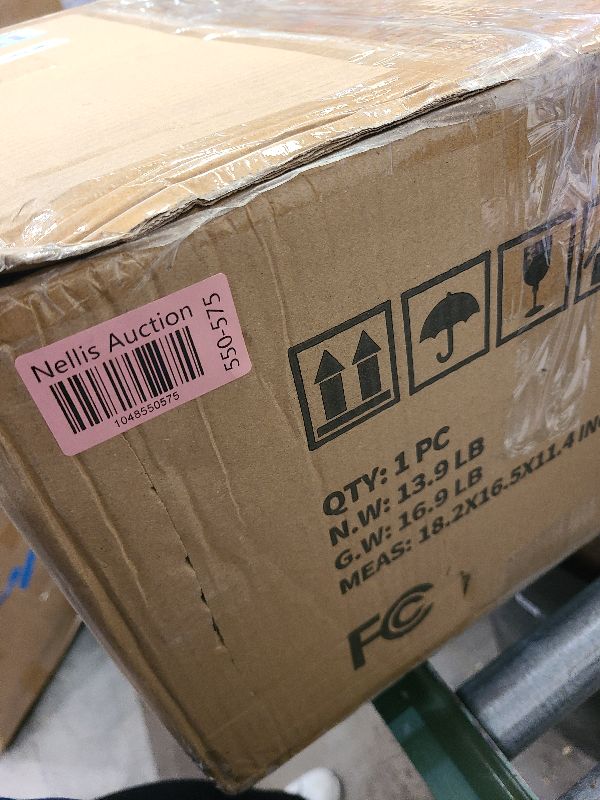 Nellis Auction
550-575
1048550575
QTY: 1 PC
N.W: 13.9 LB
G.W: 16.9 LB
MEAS: 18.2X16.5X11.4 IN
FC